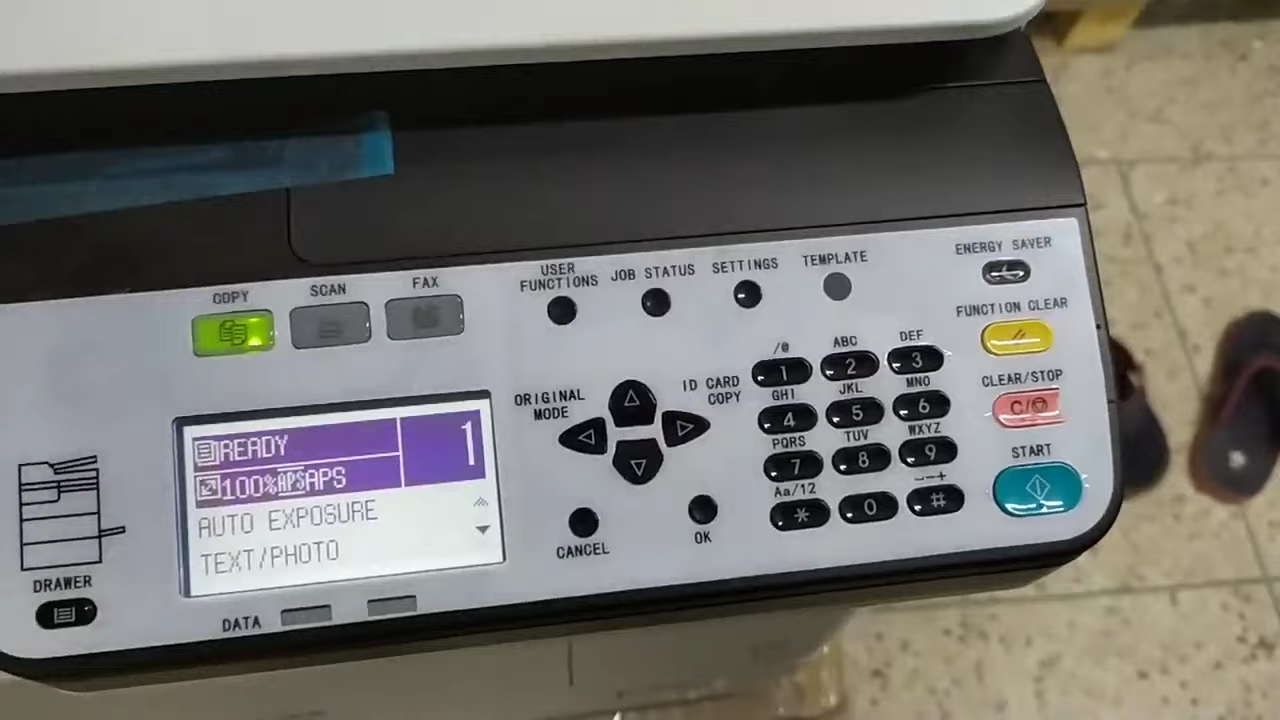 COPY
SCAN
FAX
USER FUNCTIONS
JOB STATUS
SETTINGS
TEMPLATE
ENERGY SAVER
FUNCTION CLEAR
CLEAR/STOP
C/
START
READY
1
100% APS APS
AUTO EXPOSURE
TEXT/PHOTO
ORIGINAL MODE
ID CARD COPY
CANCEL
OK
/@
ABC
DEF
1
2
3
GHI
JKL
MNO
4
5
6
PQRS
TUV
WXYZ
7
8
9
Aa/12
_-+
*
0
#
DRAWER
DATA